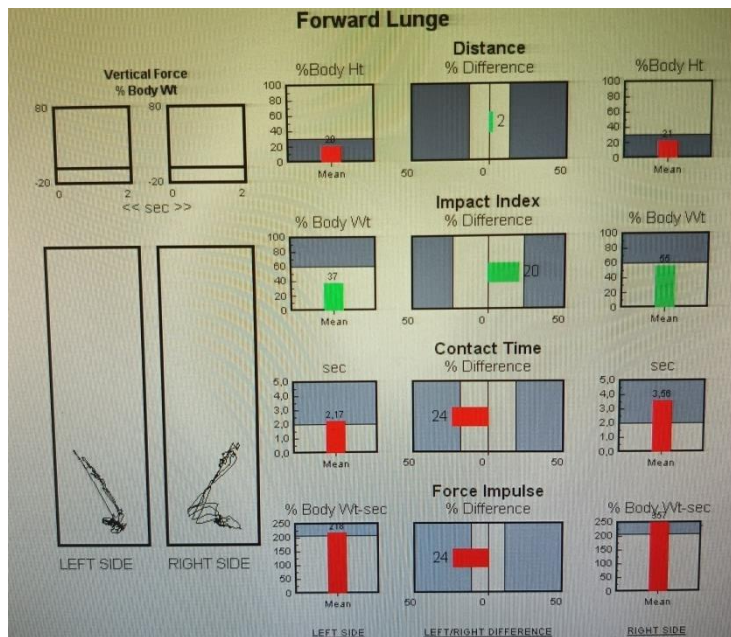 Forward Lunge
Vertical Force
% Body Wt
80
-20
0
2
80
-20
0
2
<< sec >>
LEFT SIDE
RIGHT SIDE
Distance
%Body Ht
% Difference
%Body Ht
100
80
60
40
20
0
Mean
2
50
0
50
100
80
60
40
20
0
21
Mean
Impact Index
% Body Wt
% Difference
% Body Wt
100
80
60
40
20
0
37
Mean
20
50
0
50
100
80
60
40
20
0
55
Mean
Contact Time
sec
% Difference
sec
5,0
4,0
3,0
2,0
1,0
0,0
2,17
Mean
24
50
0
50
5,0
4,0
3,0
2,0
1,0
0,0
3,56
Mean
Force Impulse
% Body Wt-sec
% Difference
% Body Wt-sec
250
200
150
100
50
0
218
Mean
24
50
0
50
250
200
150
100
50
0
357
Mean
LEFT SIDE
LEFT/RIGHT DIFFERENCE
RIGHT SIDE